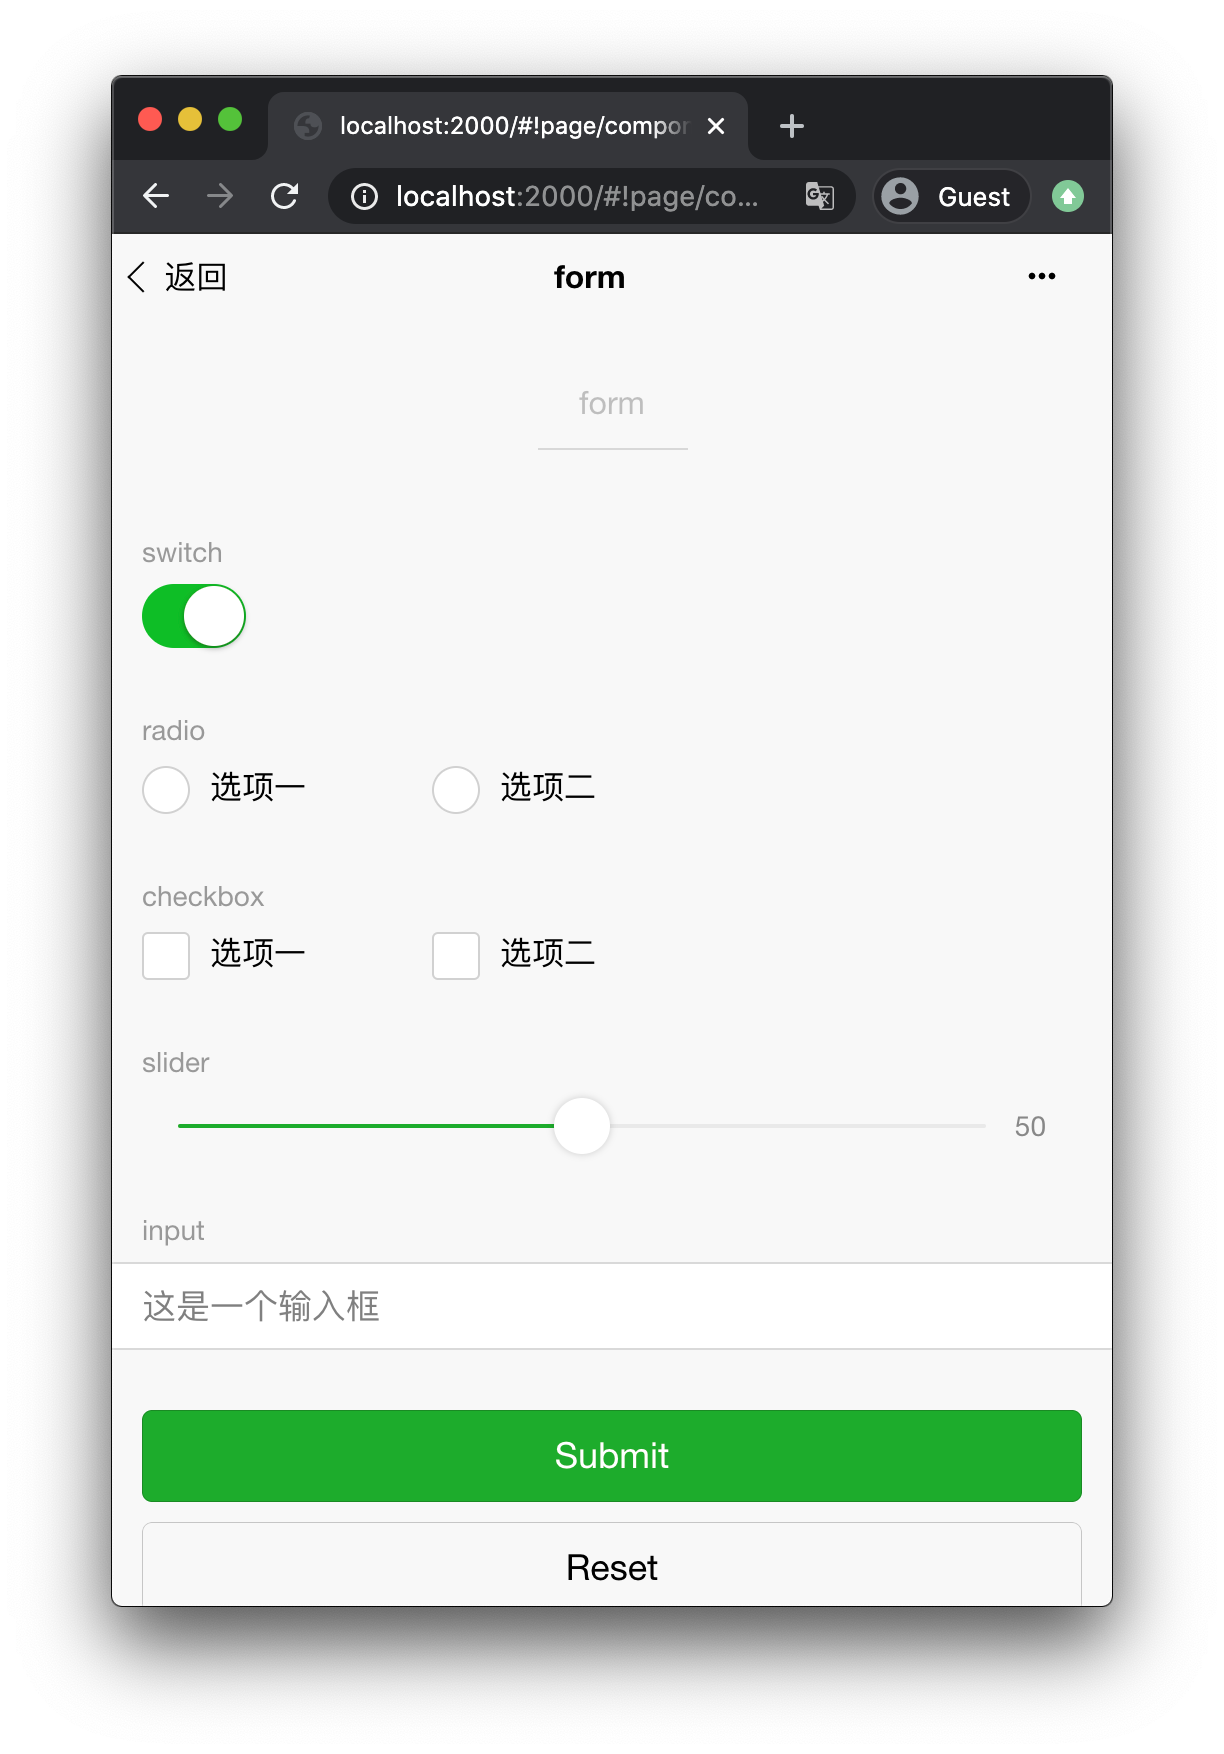 localhost:2000/#!page/compor
localhost:2000/#!page/co...
Guest
返回
form
form
switch
radio
选项一
选项二
checkbox
选项一
选项二
slider
50
input
这是一个输入框
Submit
Reset